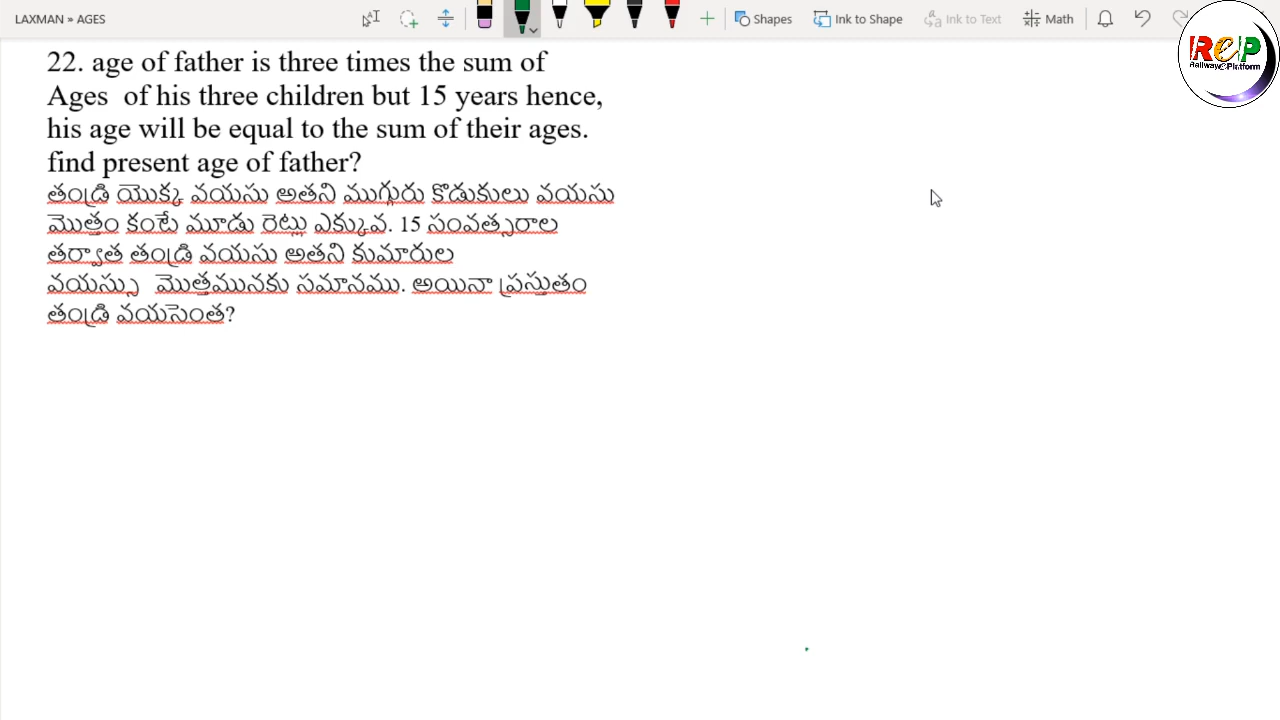 LAXMAN » AGES
Shapes
Ink to Shape
Ink to Text
Math
RCP
Railway Platform
22. age of father is three times the sum of
Ages of his three children but 15 years hence,
his age will be equal to the sum of their ages.
find present age of father?
తండ్రి యొక్క వయసు అతని ముగ్గురు కొడుకులు వయసు
మొత్తం కంటే మూడు రెట్లు ఎక్కువ. 15 సంవత్సరాల
తర్వాత తండ్రి వయసు అతని కుమారుల
వయస్సు మొత్తమునకు సమానము. అయినా ప్రస్తుతం
తండ్రి వయసెంత?